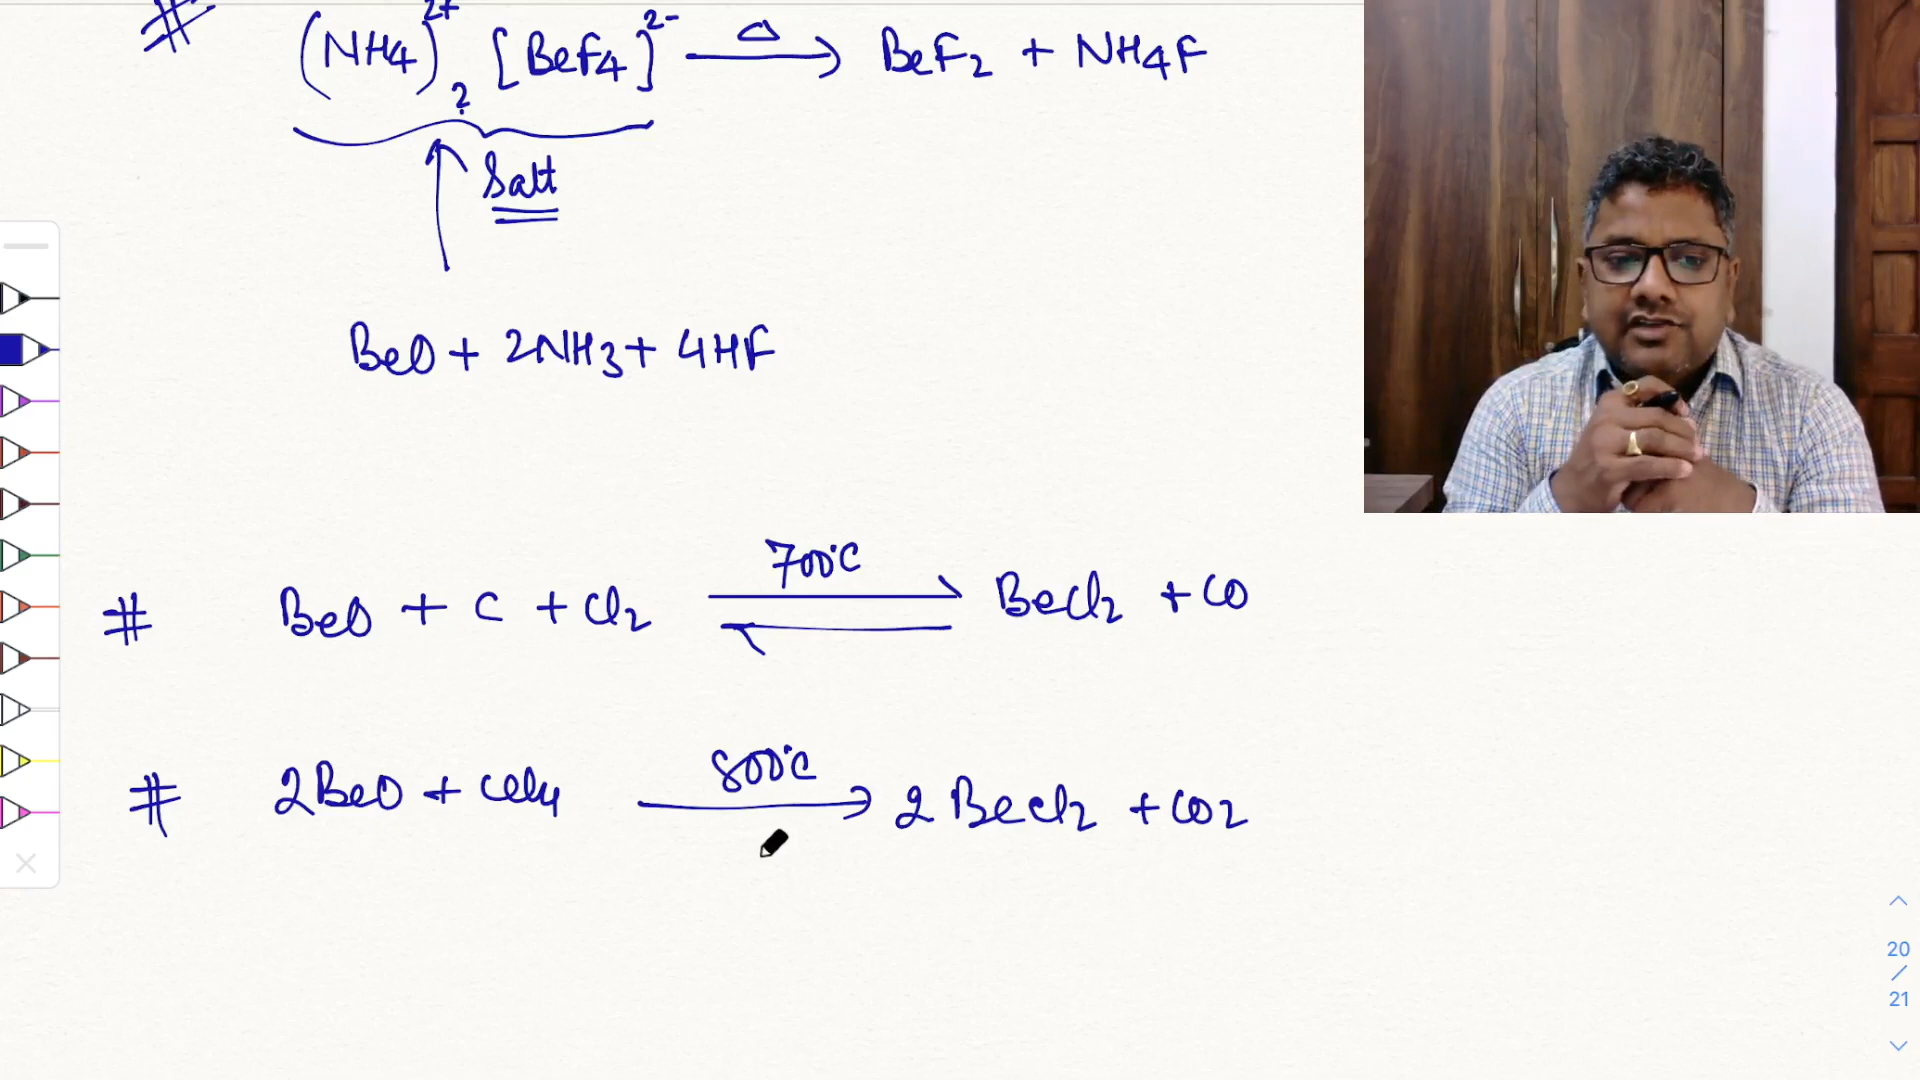 # (NH4)2^2+ [BeF4]^2- —Δ→ BeF2 + NH4F
Salt
BeO + 2NH3 + 4HF
700°C
# BeO + C + Cl2 ⇌ BeCl2 + CO
800°C
# 2BeO + CCl4 → 2BeCl2 + CO2
20
/
21